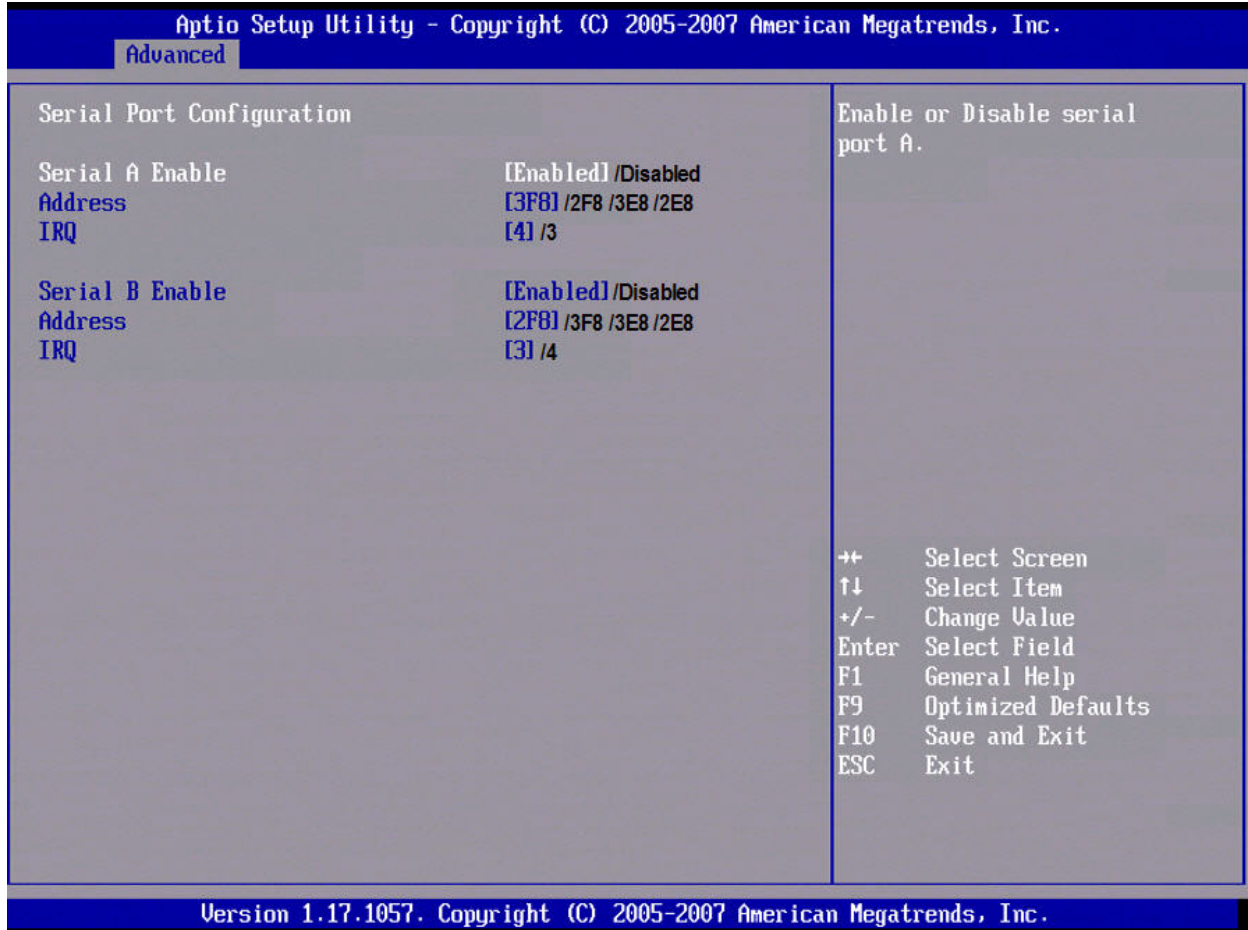 Aptio Setup Utility - Copyright (C) 2005-2007 American Megatrends, Inc.
Advanced
Serial Port Configuration
Serial A Enable [Enabled] /Disabled
Address [3F8] /2F8 /3E8 /2E8
IRQ [4] /3
Serial B Enable [Enabled] /Disabled
Address [2F8] /3F8 /3E8 /2E8
IRQ [3] /4
Enable or Disable serial
port A.
→← Select Screen
↑↓ Select Item
+/- Change Value
Enter Select Field
F1 General Help
F9 Optimized Defaults
F10 Save and Exit
ESC Exit
Version 1.17.1057. Copyright (C) 2005-2007 American Megatrends, Inc.